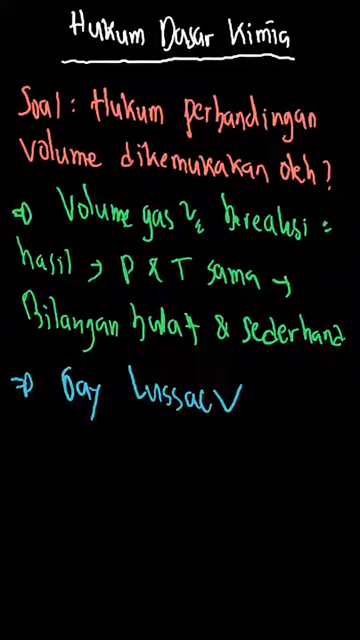 Hukum Dasar Kimia
Soal : Hukum perbandingan
volume dikemukakan oleh?
⇒ Volume gas yg bereaksi :
hasil → P & T sama →
Bilangan bulat & sederhana
⇒ Gay Lussac V